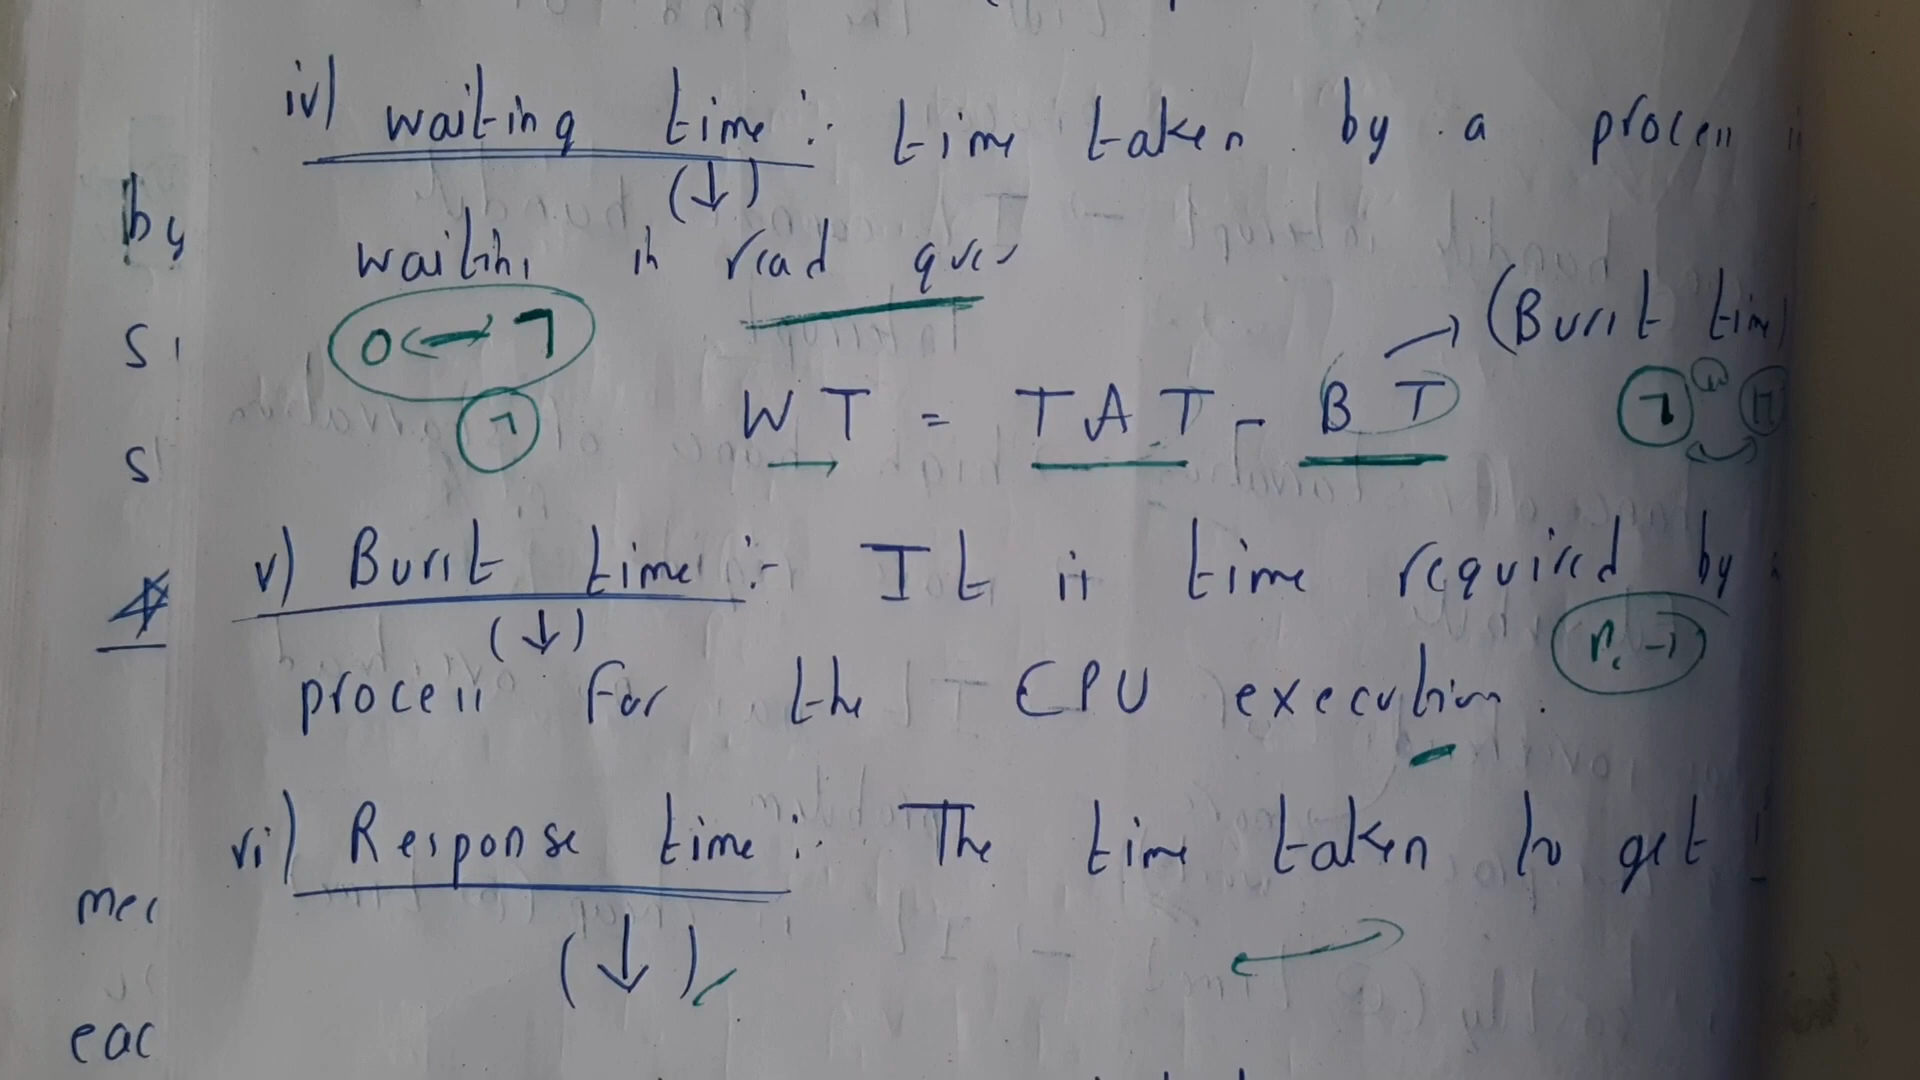 iv) waiting time :- time taken by a process
(↓)
by
waiting in read
0 ↔ 7
→ (Burst time)
s
7
WT = TAT - BT
7
s
v) Burst time :- It is time required by
(↓)
process for the CPU execution.
vi) Response time :- The time taken to get
(↓)
eac